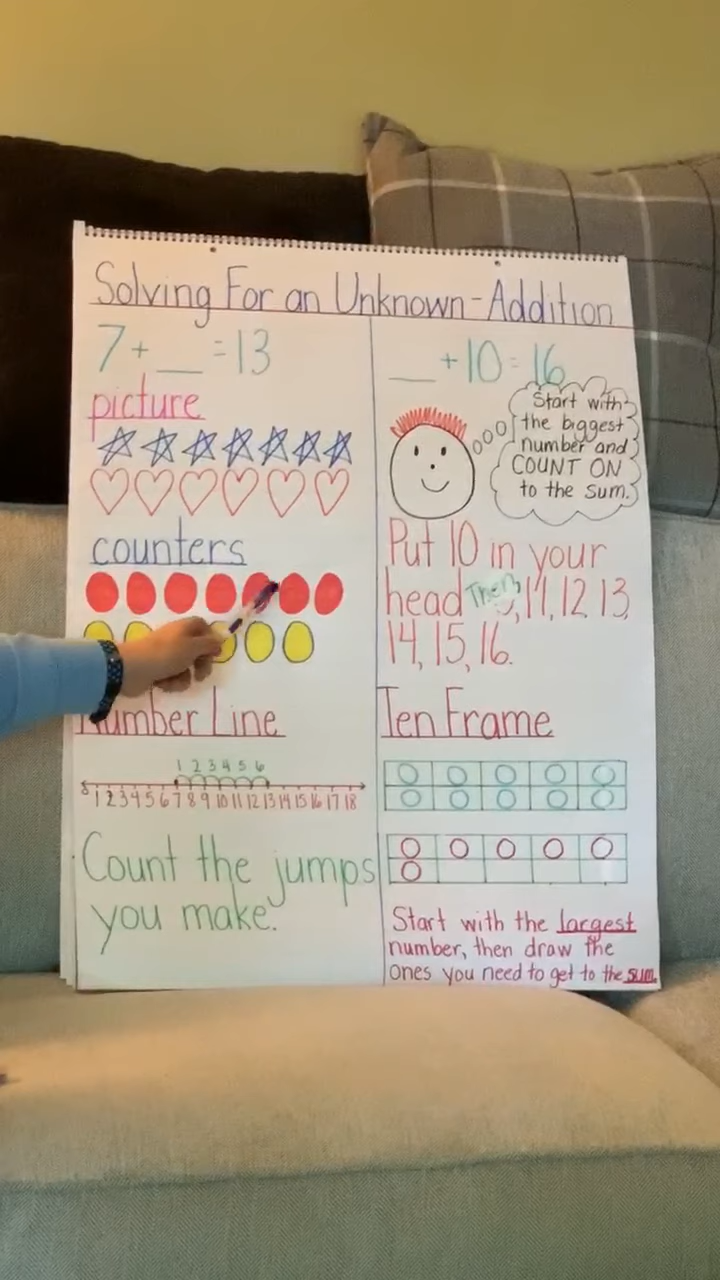 Solving For an Unknown-Addition
7 + __ = 13
picture
counters
Number Line
1 2 3 4 5 6
1 2 3 4 5 6 7 8 9 10 11 12 13 14 15 16 17 18
Count the jumps
you make.
__ + 10 = 16
Start with
the biggest
number and
COUNT ON
to the sum.
Put 10 in your
head Then 11, 12, 13,
14, 15, 16.
Ten Frame
Start with the largest
number, then draw the
ones you need to get to the sum.